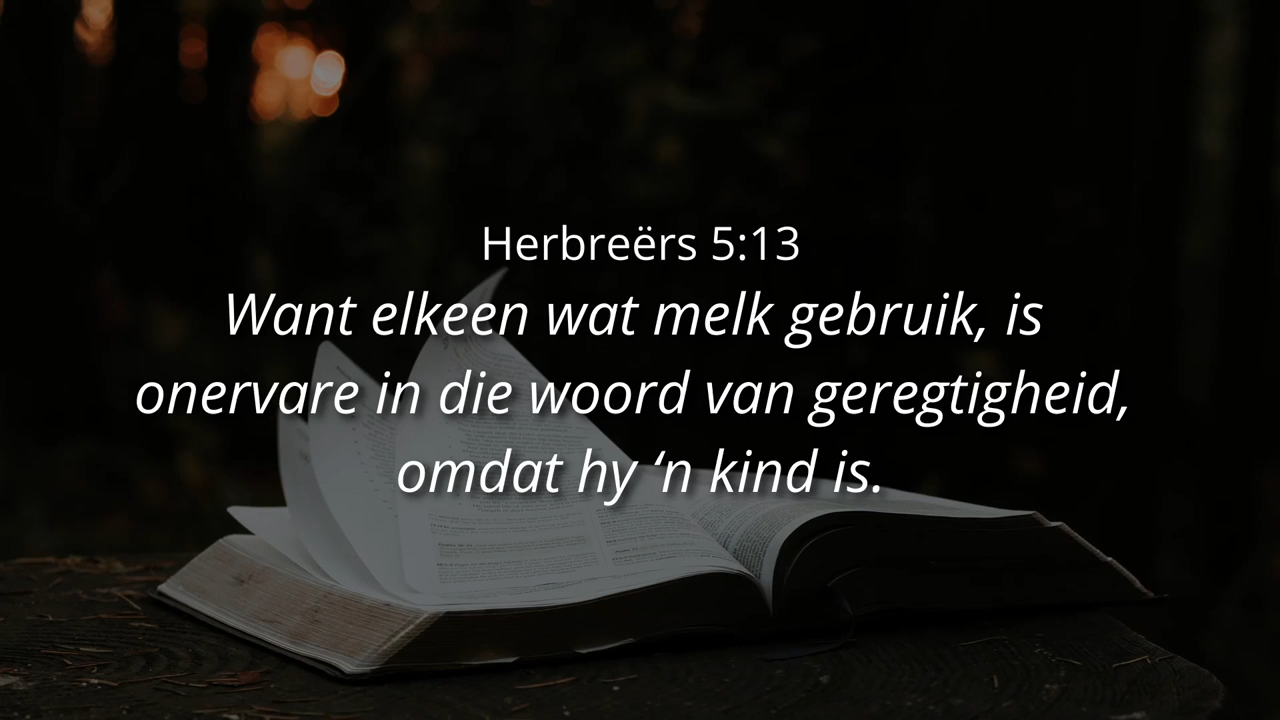 Herbreërs 5:13
Want elkeen wat melk gebruik, is
onervare in die woord van geregtigheid,
omdat hy ‘n kind is.